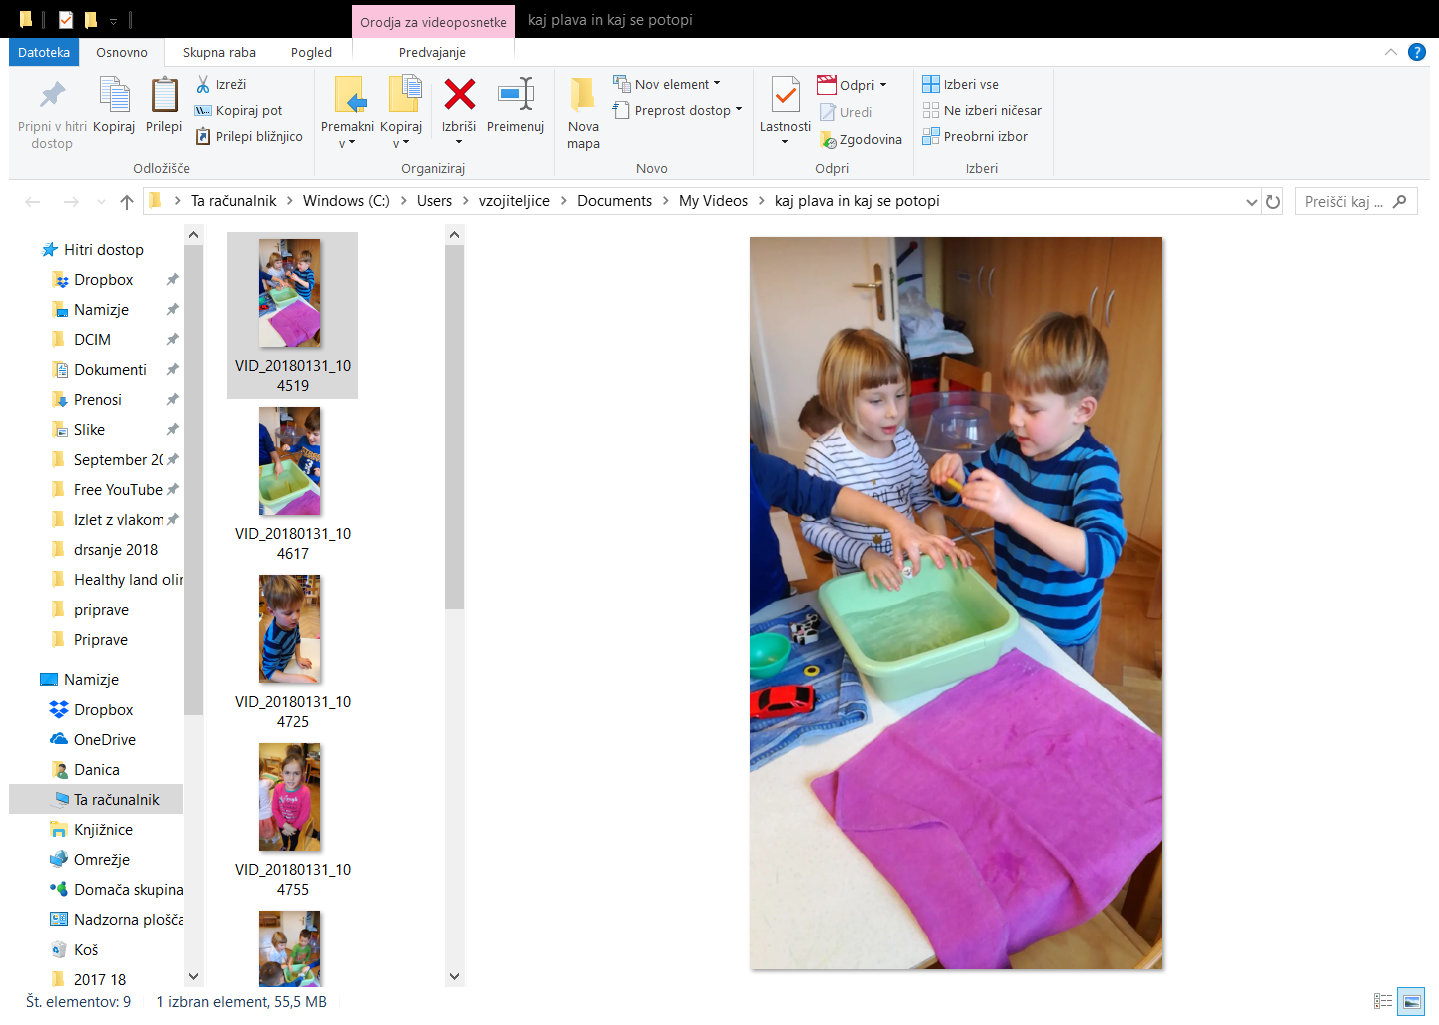 Orodja za videoposnetke
kaj plava in kaj se potopi
Datoteka
Osnovno
Skupna raba
Pogled
Predvajanje
Pripni v hitri
dostop
Kopiraj
Prilepi
Izreži
Kopiraj pot
Prilepi bližnjico
Odložišče
Premakni
v
Kopiraj
v
Izbriši
Preimenuj
Organiziraj
Nova
mapa
Nov element
Preprost dostop
Novo
Lastnosti
Odpri
Uredi
Zgodovina
Odpri
Izberi vse
Ne izberi ničesar
Preobrni izbor
Izberi
Ta računalnik > Windows (C:) > Users > vzojiteljice > Documents > My Videos > kaj plava in kaj se potopi
Preišči kaj ...
Hitri dostop
Dropbox
Namizje
DCIM
Dokumenti
Prenosi
Slike
September 20
Free YouTube
Izlet z vlakom
drsanje 2018
Healthy land olin
priprave
Priprave
Namizje
Dropbox
OneDrive
Danica
Ta računalnik
Knjižnice
Omrežje
Domača skupina
Nadzorna plošča
Koš
2017 18
VID_20180131_10
4519
VID_20180131_10
4617
VID_20180131_10
4725
VID_20180131_10
4755
Št. elementov: 9
1 izbran element, 55,5 MB